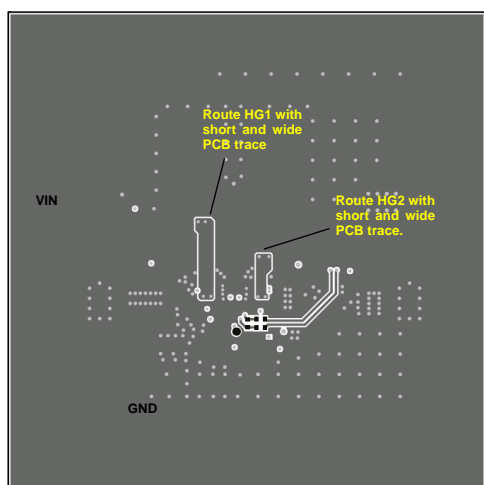 Route HG1 with
short and wide
PCB trace
Route HG2 with
short and wide
PCB trace.
VIN
GND